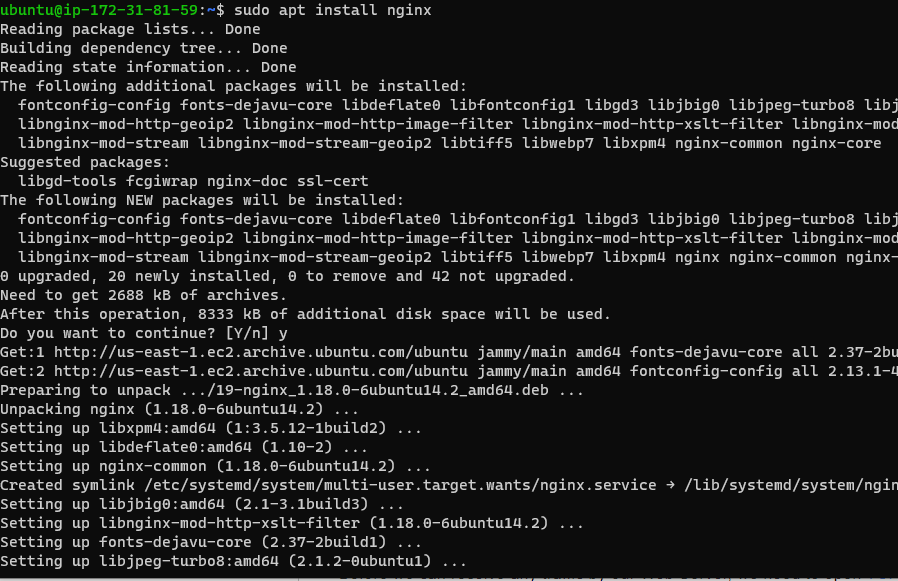 ubuntu@ip-172-31-81-59:~$ sudo apt install nginx
Reading package lists... Done
Building dependency tree... Done
Reading state information... Done
The following additional packages will be installed:
  fontconfig-config fonts-dejavu-core libdeflate0 libfontconfig1 libgd3 libjbig0 libjpeg-turbo8 libj
  libnginx-mod-http-geoip2 libnginx-mod-http-image-filter libnginx-mod-http-xslt-filter libnginx-mod
  libnginx-mod-stream libnginx-mod-stream-geoip2 libtiff5 libwebp7 libxpm4 nginx-common nginx-core
Suggested packages:
  libgd-tools fcgiwrap nginx-doc ssl-cert
The following NEW packages will be installed:
  fontconfig-config fonts-dejavu-core libdeflate0 libfontconfig1 libgd3 libjbig0 libjpeg-turbo8 libj
  libnginx-mod-http-geoip2 libnginx-mod-http-image-filter libnginx-mod-http-xslt-filter libnginx-mod
  libnginx-mod-stream libnginx-mod-stream-geoip2 libtiff5 libwebp7 libxpm4 nginx nginx-common nginx-
0 upgraded, 20 newly installed, 0 to remove and 42 not upgraded.
Need to get 2688 kB of archives.
After this operation, 8333 kB of additional disk space will be used.
Do you want to continue? [Y/n] y
Get:1 http://us-east-1.ec2.archive.ubuntu.com/ubuntu jammy/main amd64 fonts-dejavu-core all 2.37-2bu
Get:2 http://us-east-1.ec2.archive.ubuntu.com/ubuntu jammy/main amd64 fontconfig-config all 2.13.1-4
Preparing to unpack .../19-nginx_1.18.0-6ubuntu14.2_amd64.deb ...
Unpacking nginx (1.18.0-6ubuntu14.2) ...
Setting up libxpm4:amd64 (1:3.5.12-1build2) ...
Setting up libdeflate0:amd64 (1.10-2) ...
Setting up nginx-common (1.18.0-6ubuntu14.2) ...
Created symlink /etc/systemd/system/multi-user.target.wants/nginx.service → /lib/systemd/system/ngin
Setting up libjbig0:amd64 (2.1-3.1build3) ...
Setting up libnginx-mod-http-xslt-filter (1.18.0-6ubuntu14.2) ...
Setting up fonts-dejavu-core (2.37-2build1) ...
Setting up libjpeg-turbo8:amd64 (2.1.2-0ubuntu1) ...